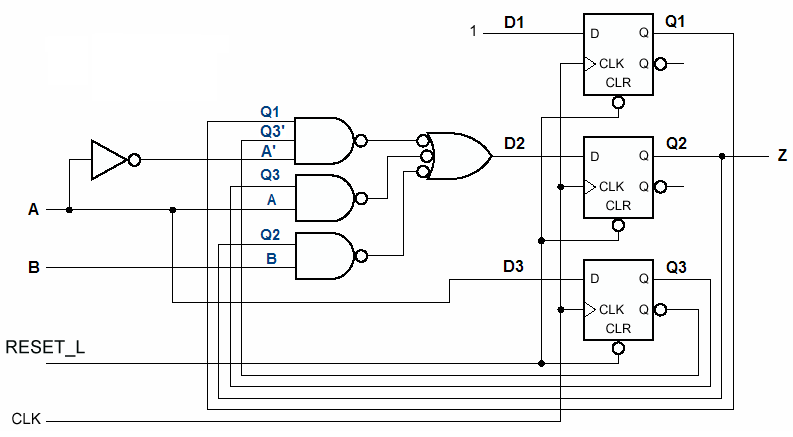 1 D1 Q1
D Q
CLK Q
CLR
Q1
Q3'
A'
D2 Q2
D Q
CLK Q
CLR
Z
Q3
A
A
Q2
B
B
D3 Q3
D Q
CLK Q
CLR
RESET_L
CLK